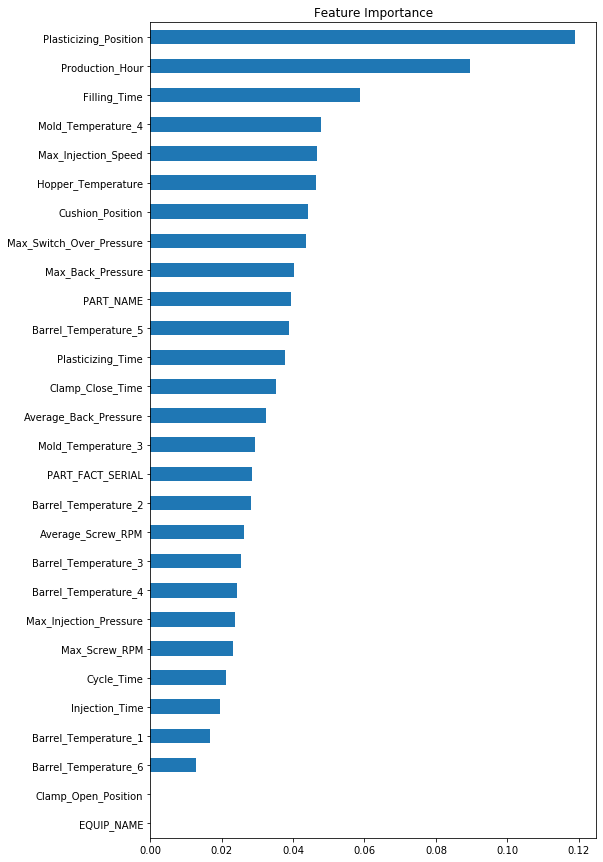 Feature Importance
Plasticizing_Position
Production_Hour
Filling_Time
Mold_Temperature_4
Max_Injection_Speed
Hopper_Temperature
Cushion_Position
Max_Switch_Over_Pressure
Max_Back_Pressure
PART_NAME
Barrel_Temperature_5
Plasticizing_Time
Clamp_Close_Time
Average_Back_Pressure
Mold_Temperature_3
PART_FACT_SERIAL
Barrel_Temperature_2
Average_Screw_RPM
Barrel_Temperature_3
Barrel_Temperature_4
Max_Injection_Pressure
Max_Screw_RPM
Cycle_Time
Injection_Time
Barrel_Temperature_1
Barrel_Temperature_6
Clamp_Open_Position
EQUIP_NAME
0.00 0.02 0.04 0.06 0.08 0.10 0.12